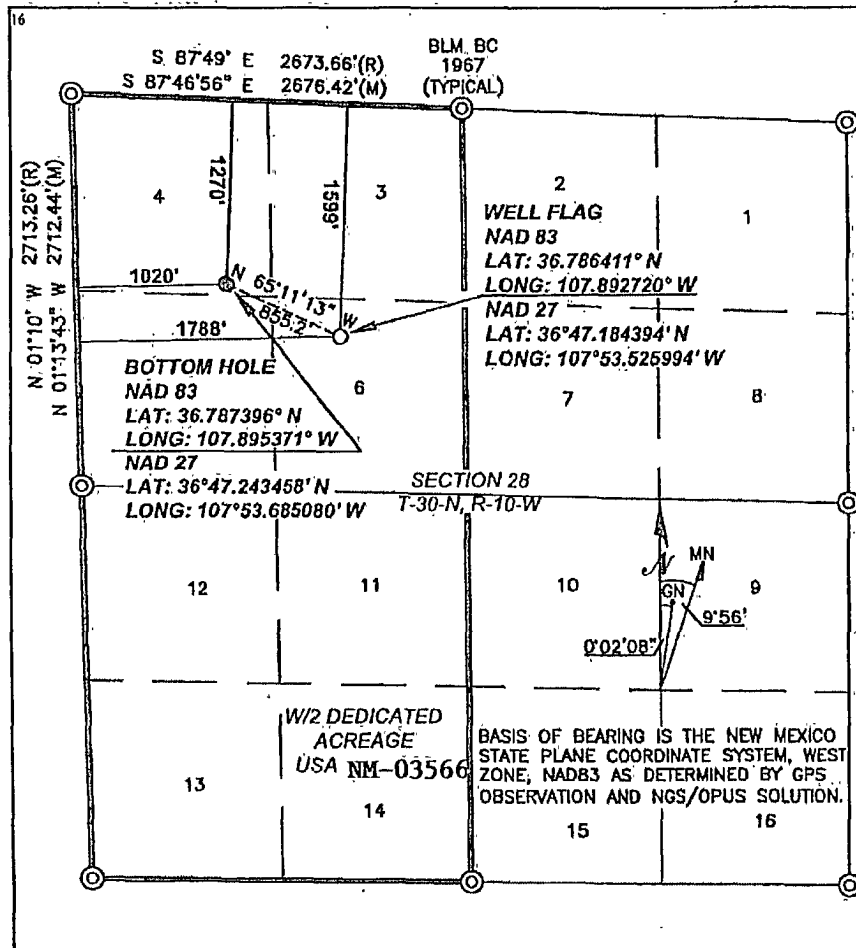 16
S 87°49' E 2673.66'(R)
S 87°46'56" E 2676.42'(M)
BLM BC
1967
(TYPICAL)
N 01°10' W 2713.26'(R)
N 01°13'43" W 2712.44'(M)
4
1270'
3
1599'
2
1
WELL FLAG
NAD 83
LAT: 36.786411° N
LONG: 107.892720° W
NAD 27
LAT: 36°47.184394' N
LONG: 107°53.525994' W
1020'
N 65°11'13" W
1788'
BOTTOM HOLE
NAD 83
LAT: 36.787396° N
LONG: 107.895371° W
NAD 27
LAT: 36°47.243458' N
LONG: 107°53.685080' W
6
7
8
SECTION 28
T-30-N, R-10-W
12
11
10
9
N
MN
GN
9°56'
0°02'08"
W/2 DEDICATED
ACREAGE
USA NM-03566
BASIS OF BEARING IS THE NEW MEXICO
STATE PLANE COORDINATE SYSTEM, WEST
ZONE, NAD83 AS DETERMINED BY GPS
OBSERVATION AND NGS/OPUS SOLUTION.
13
14
15
16